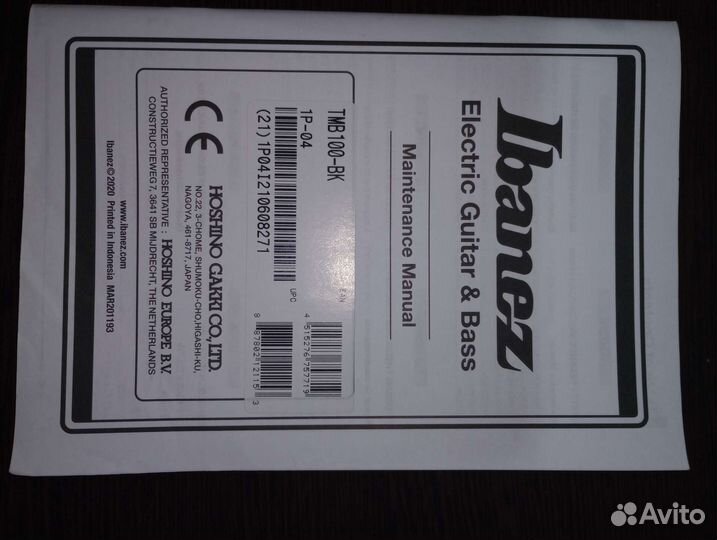 Ibanez
Electric Guitar & Bass
Maintenance Manual
TMB100-BK
1P-04
(21)1P04I210608271
EAN
4 515276 757719
UPC
6 87802 12115 3
HOSHINO GAKKI CO.,LTD.
NO.22, 3-CHOME, SHUMOKU-CHO,HIGASHI-KU,
NAGOYA, 461-8717, JAPAN
CE
AUTHORIZED REPRESENTATIVE : HOSHINO EUROPE B.V.
CONSTRUCTIEWEG 7, 3641 SB MIJDRECHT, THE NETHERLANDS
www.ibanez.com
Ibanez©2020 Printed in Indonesia MAR201193
Avito